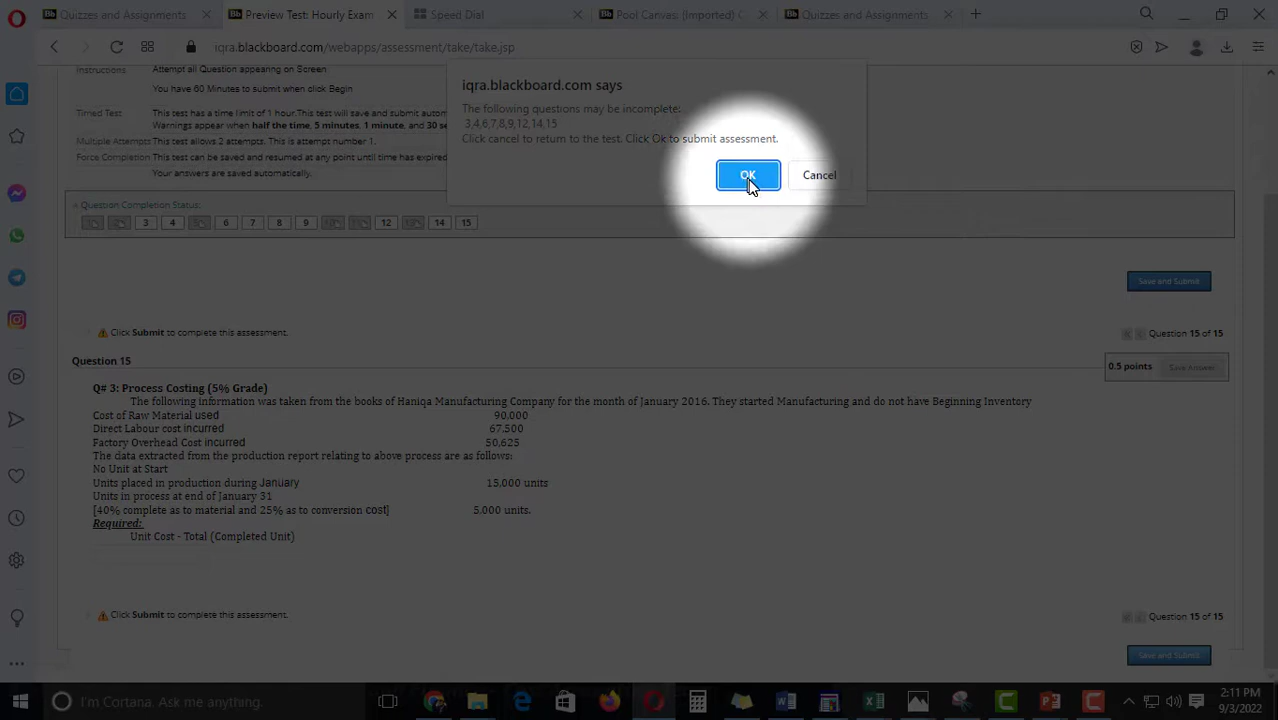 Quizzes and Assignments
Preview Test: Hourly Exam
Speed Dial
Pool Canvas: (Imported) C
Quizzes and Assignments
iqra.blackboard.com/webapps/assessment/take/take.jsp
iqra.blackboard.com says
The following questions may be incomplete:
3,4,6,7,8,9,12,14,15
Click cancel to return to the test. Click Ok to submit assessment.
OK
Cancel
Instructions
Attempt all Question appearing on Screen
You have 60 Minutes to submit when click Begin
Timed Test
This test has a time limit of 1 hour.This test will save and submit autom
Warnings appear when half the time, 5 minutes, 1 minute, and 30 se
Multiple Attempts This test allows 2 attempts. This is attempt number 1.
Force Completion This test can be saved and resumed at any point until time has expired
Your answers are saved automatically.
Question Completion Status:
3 4 6 7 8 9 12 14 15
Save and Submit
Click Submit to complete this assessment.
Question 15 of 15
Question 15
0.5 points
Save Answer
Q# 3: Process Costing (5% Grade)
The following information was taken from the books of Haniqa Manufacturing Company for the month of January 2016. They started Manufacturing and do not have Beginning Inventory
Cost of Raw Material used 90,000
Direct Labour cost incurred 67,500
Factory Overhead Cost incurred 50,625
The data extracted from the production report relating to above process are as follows:
No Unit at Start
Units placed in production during January 15,000 units
Units in process at end of January 31
[40% complete as to material and 25% as to conversion cost] 5,000 units.
Required:
Unit Cost - Total (Completed Unit)
Click Submit to complete this assessment.
Question 15 of 15
Save and Submit
I'm Cortana. Ask me anything.
2:11 PM
9/3/2022